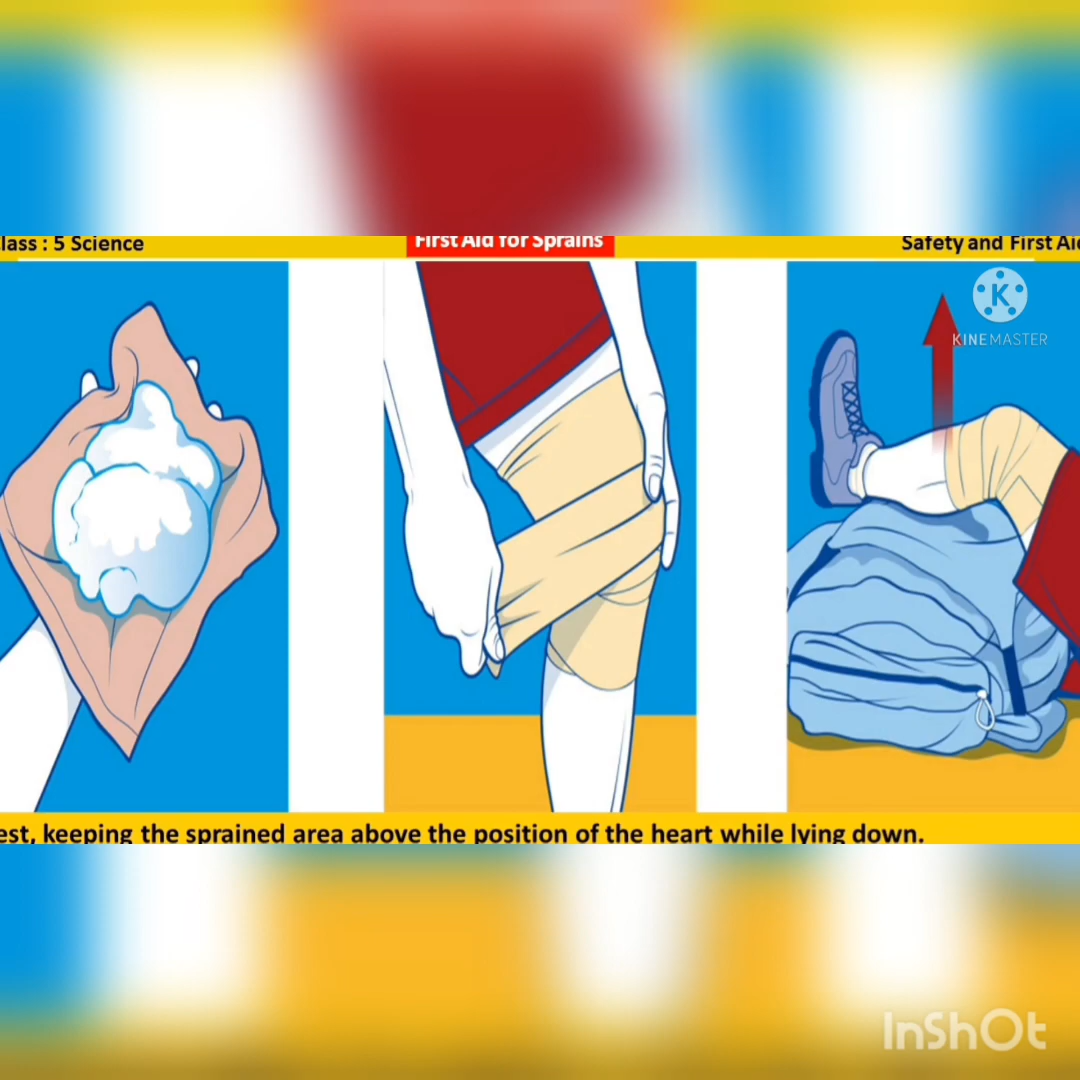 lass : 5 Science
First Aid for Sprains
Safety and First Aid
KINEMASTER
est, keeping the sprained area above the position of the heart while lying down.
InShOt